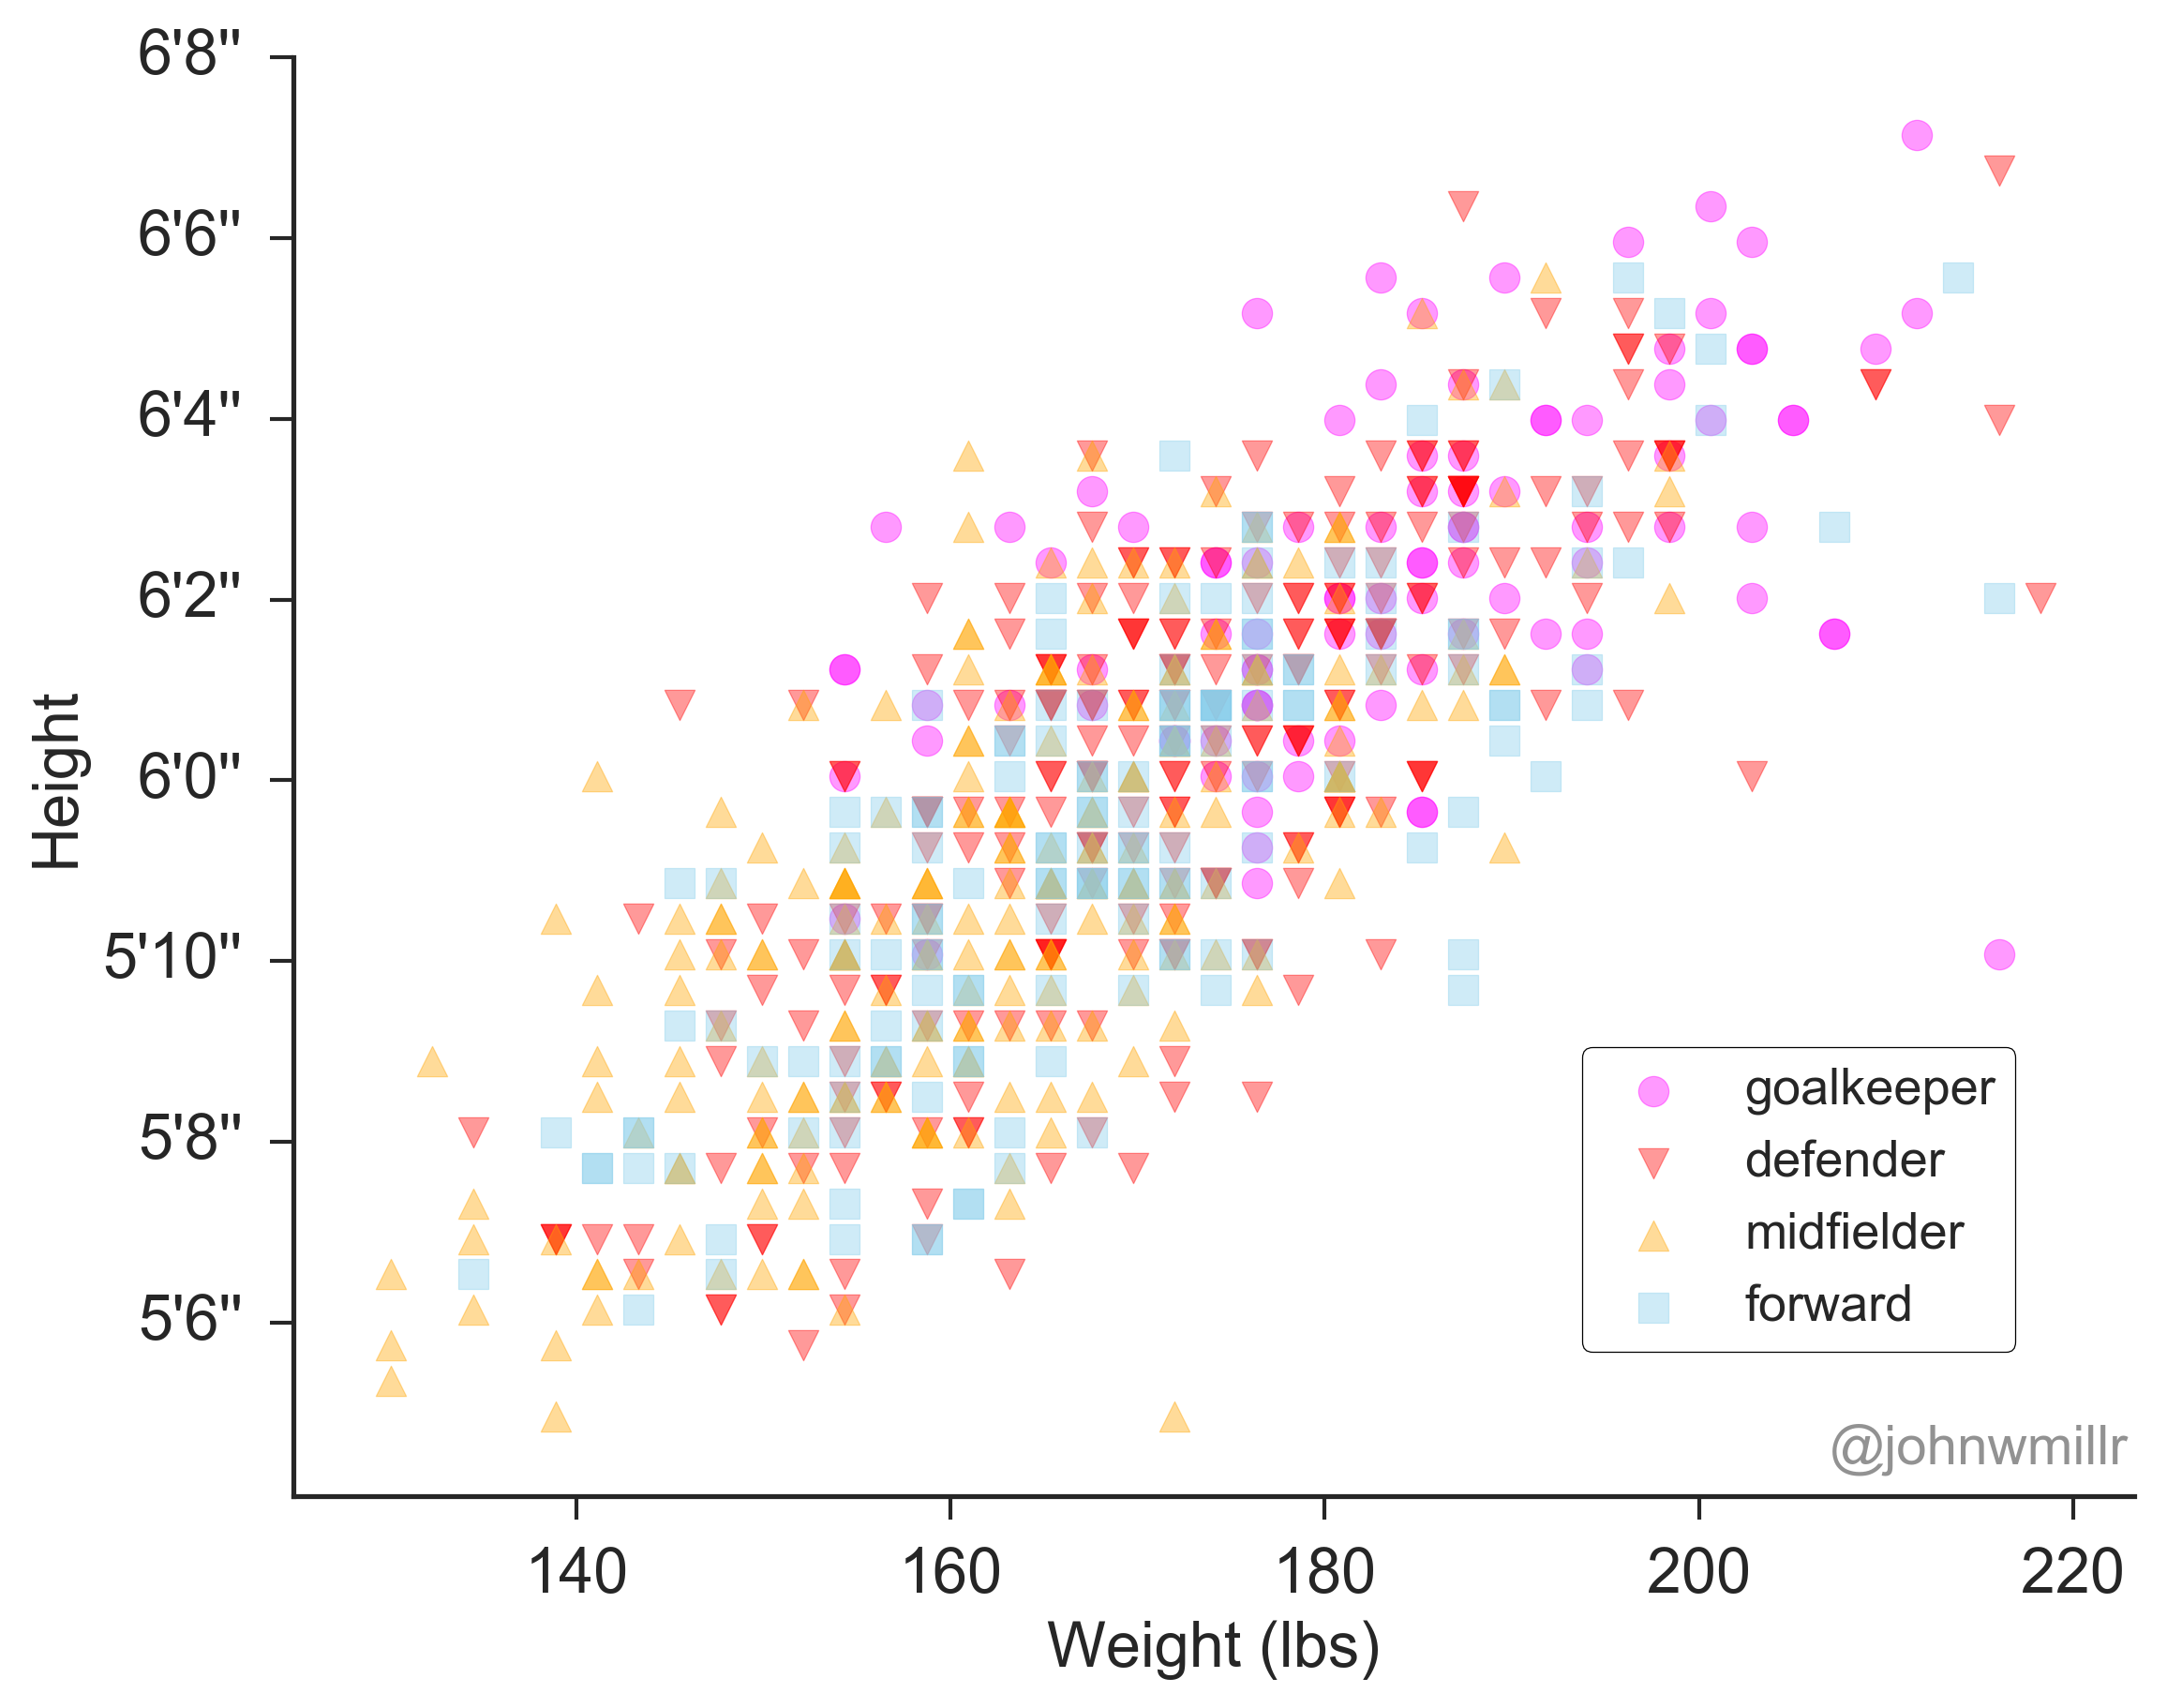 6'8"
6'6"
6'4"
6'2"
6'0"
5'10"
5'8"
5'6"
Height
goalkeeper
defender
midfielder
forward
@johnwmillr
140 160 180 200 220
Weight (lbs)